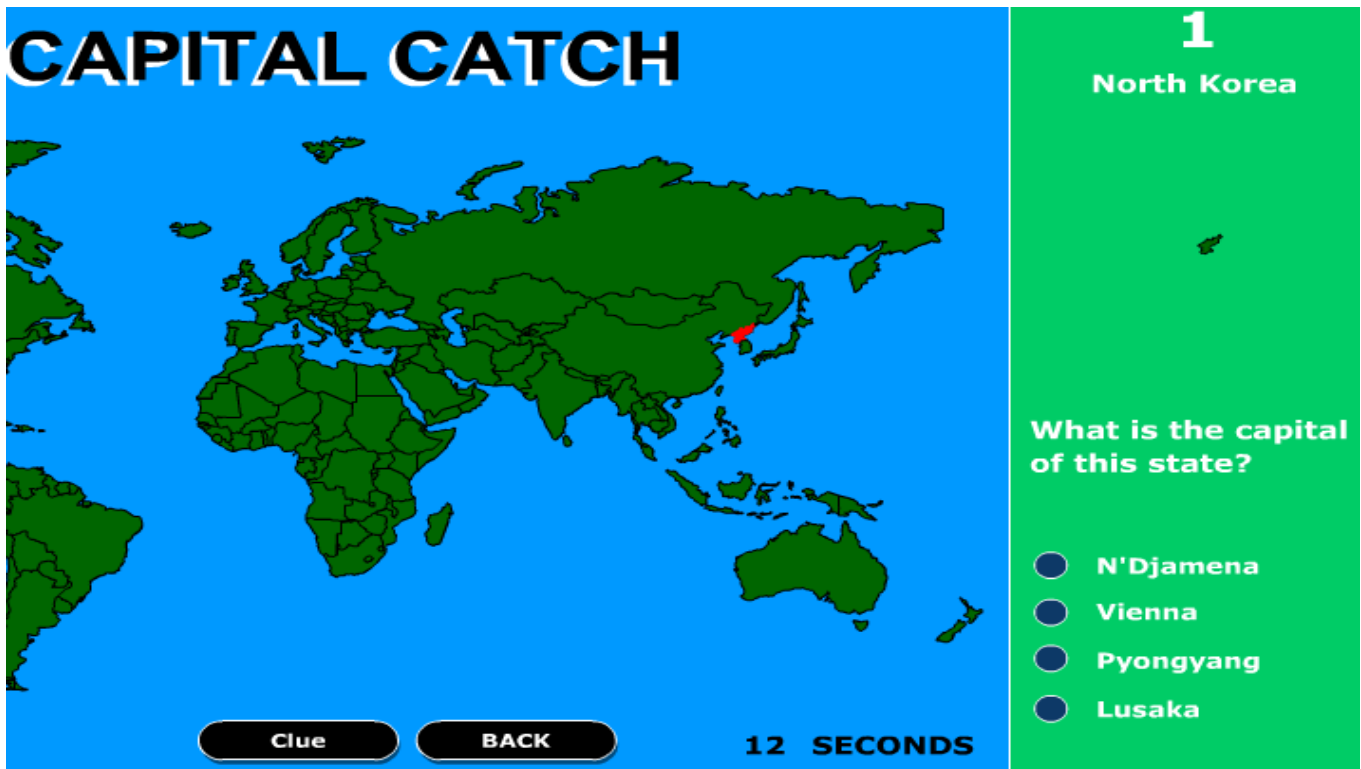 CAPITAL CATCH
1
North Korea
What is the capital
of this state?
N'Djamena
Vienna
Pyongyang
Lusaka
Clue
BACK
12 SECONDS